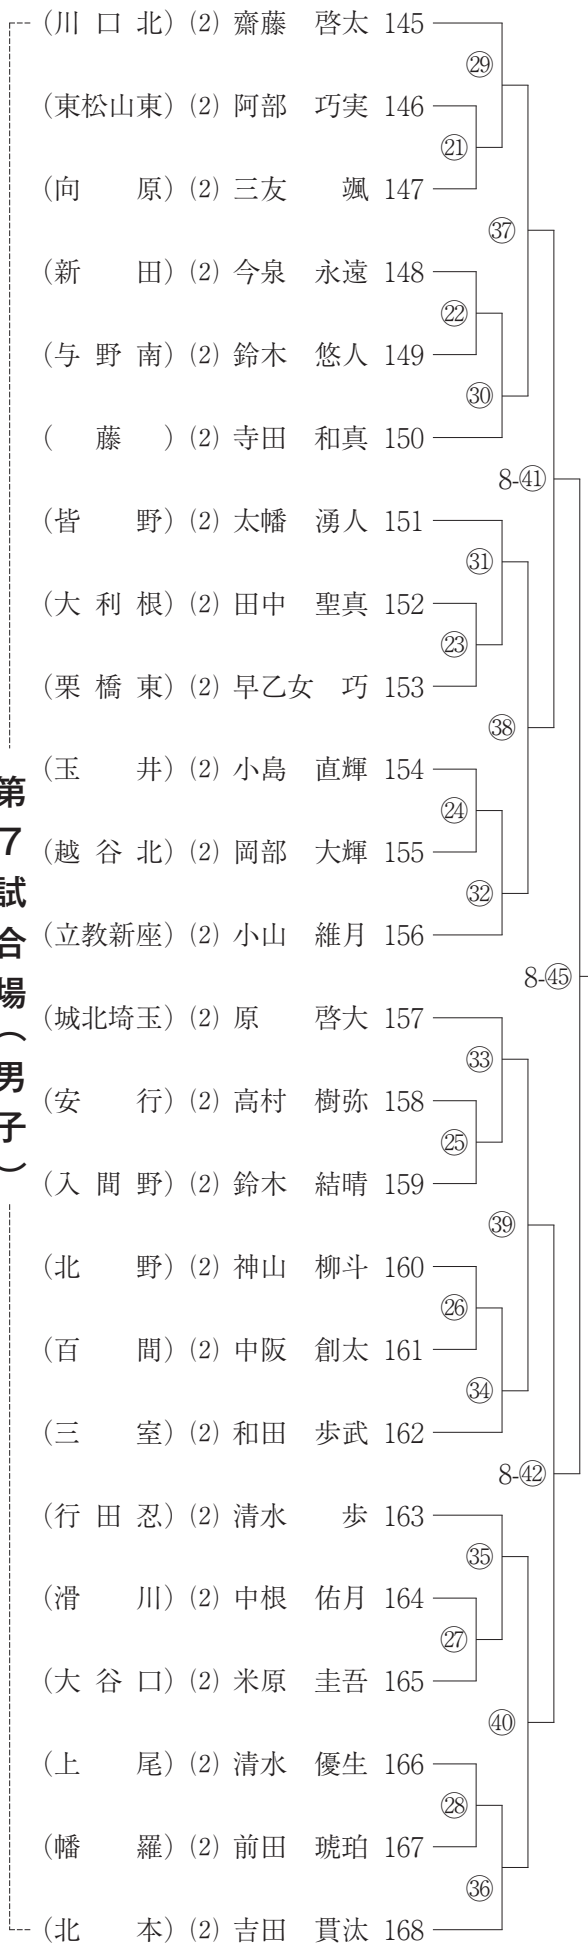 (川口北) (2) 齋藤 啓太 145
㉙
(東松山東) (2) 阿部 巧実 146
㉑
(向原) (2) 三友 颯 147
㊲
(新田) (2) 今泉 永遠 148
㉒
(与野南) (2) 鈴木 悠人 149
㉚
(藤) (2) 寺田 和真 150
8-㊶
(皆野) (2) 太幡 湧人 151
㉛
(大利根) (2) 田中 聖真 152
㉓
(栗橋東) (2) 早乙女 巧 153
㊳
(玉井) (2) 小島 直輝 154
㉔
(越谷北) (2) 岡部 大輝 155
㉜
(立教新座) (2) 小山 維月 156
第7試合場(男子)
8-㊺
(城北埼玉) (2) 原 啓大 157
㉝
(安行) (2) 高村 樹弥 158
㉕
(入間野) (2) 鈴木 結晴 159
㊴
(北野) (2) 神山 柳斗 160
㉖
(百間) (2) 中阪 創太 161
㉞
(三室) (2) 和田 歩武 162
8-㊷
(行田忍) (2) 清水 歩 163
㉟
(滑川) (2) 中根 佑月 164
㉗
(大谷口) (2) 米原 圭吾 165
㊵
(上尾) (2) 清水 優生 166
㉘
(幡羅) (2) 前田 琥珀 167
㊱
(北本) (2) 吉田 貫汰 168